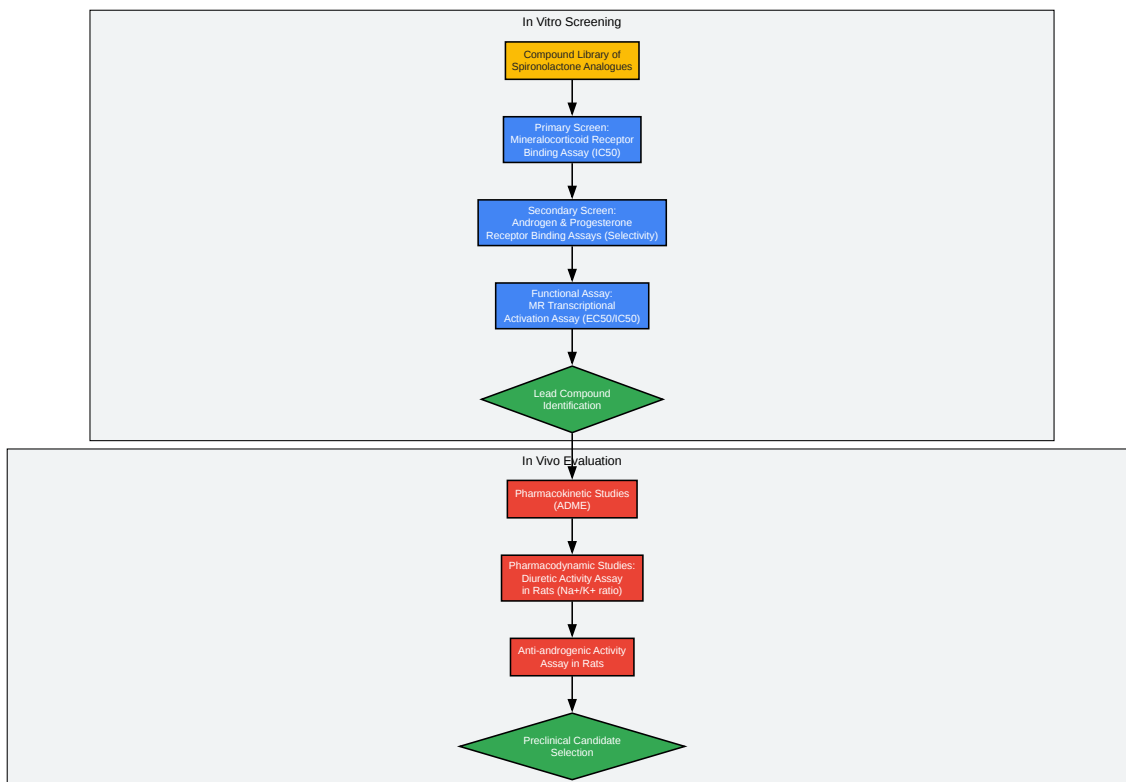 In Vitro Screening
Compound Library of
Spironolactone Analogues
Primary Screen:
Mineralocorticoid Receptor
Binding Assay (IC50)
Secondary Screen:
Androgen & Progesterone
Receptor Binding Assays (Selectivity)
Functional Assay:
MR Transcriptional
Activation Assay (EC50/IC50)
Lead Compound
Identification
In Vivo Evaluation
Pharmacokinetic Studies
(ADME)
Pharmacodynamic Studies:
Diuretic Activity Assay
in Rats (Na+/K+ ratio)
Anti-androgenic Activity
Assay in Rats
Preclinical Candidate
Selection